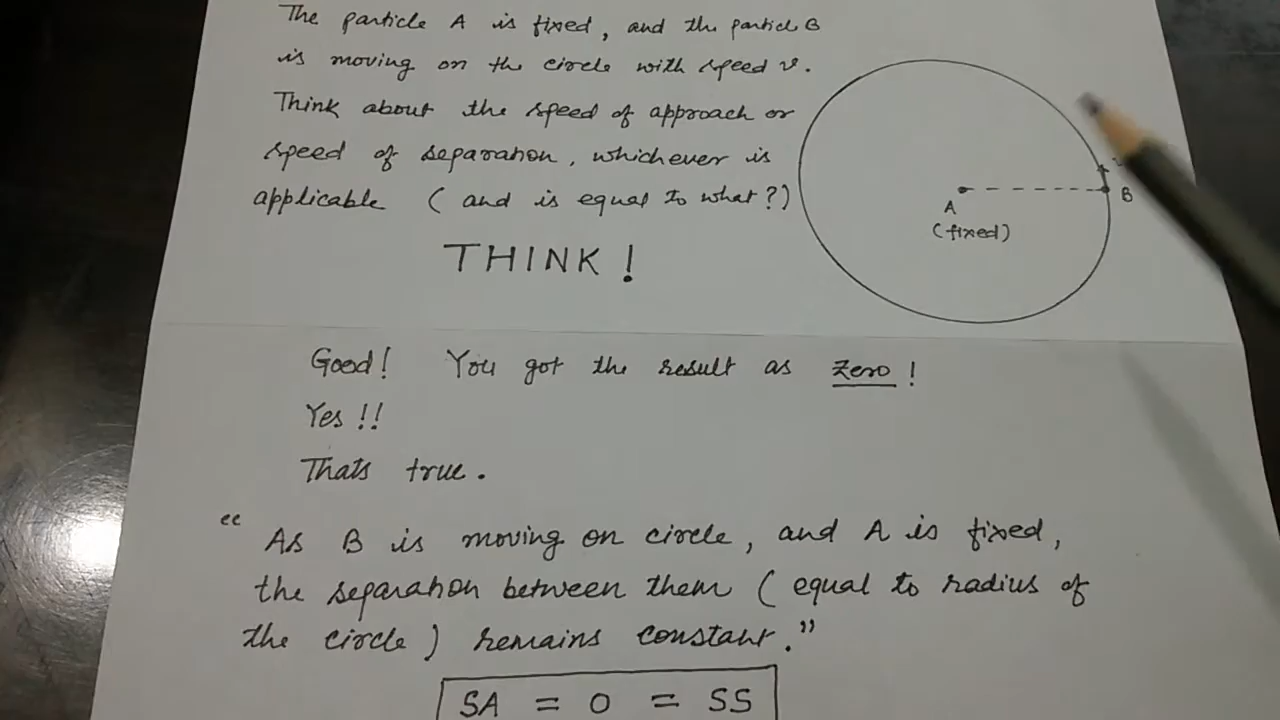 The particle A is fixed, and the particle B
is moving on the circle with speed v.
Think about the speed of approach or
speed of separation, whichever is
applicable ( and is equal to what?)
THINK!
A
(fixed)
B
Good! You got the result as Zero!
Yes!!
Thats true.
“ As B is moving on circle, and A is fixed,
the separation between them ( equal to radius of
the circle ) remains constant.”
SA = 0 = SS